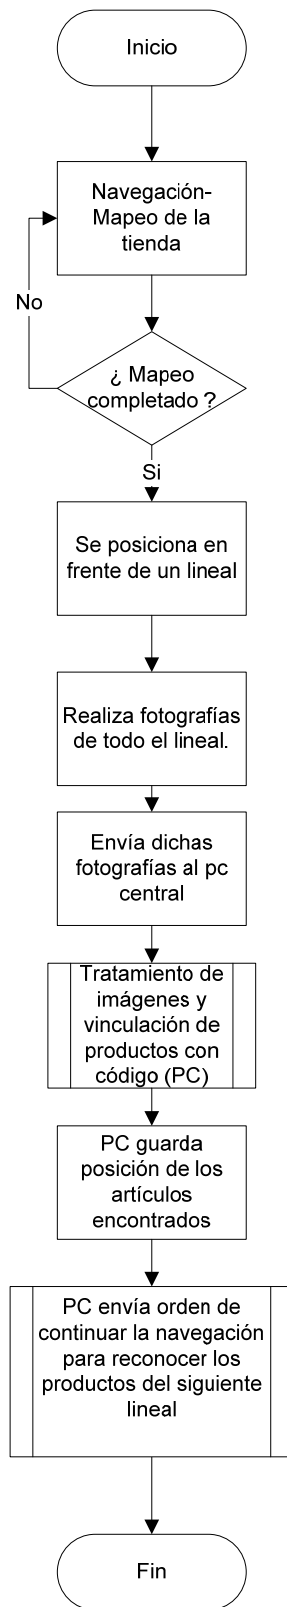 Inicio
Navegación-
Mapeo de la
tienda
No
¿ Mapeo
completado ?
Si
Se posiciona en
frente de un lineal
Realiza fotografías
de todo el lineal.
Envía dichas
fotografías al pc
central
Tratamiento de
imágenes y
vinculación de
productos con
código (PC)
PC guarda
posición de los
artículos
encontrados
PC envía orden de
continuar la navegación
para reconocer los
productos del siguiente
lineal
Fin